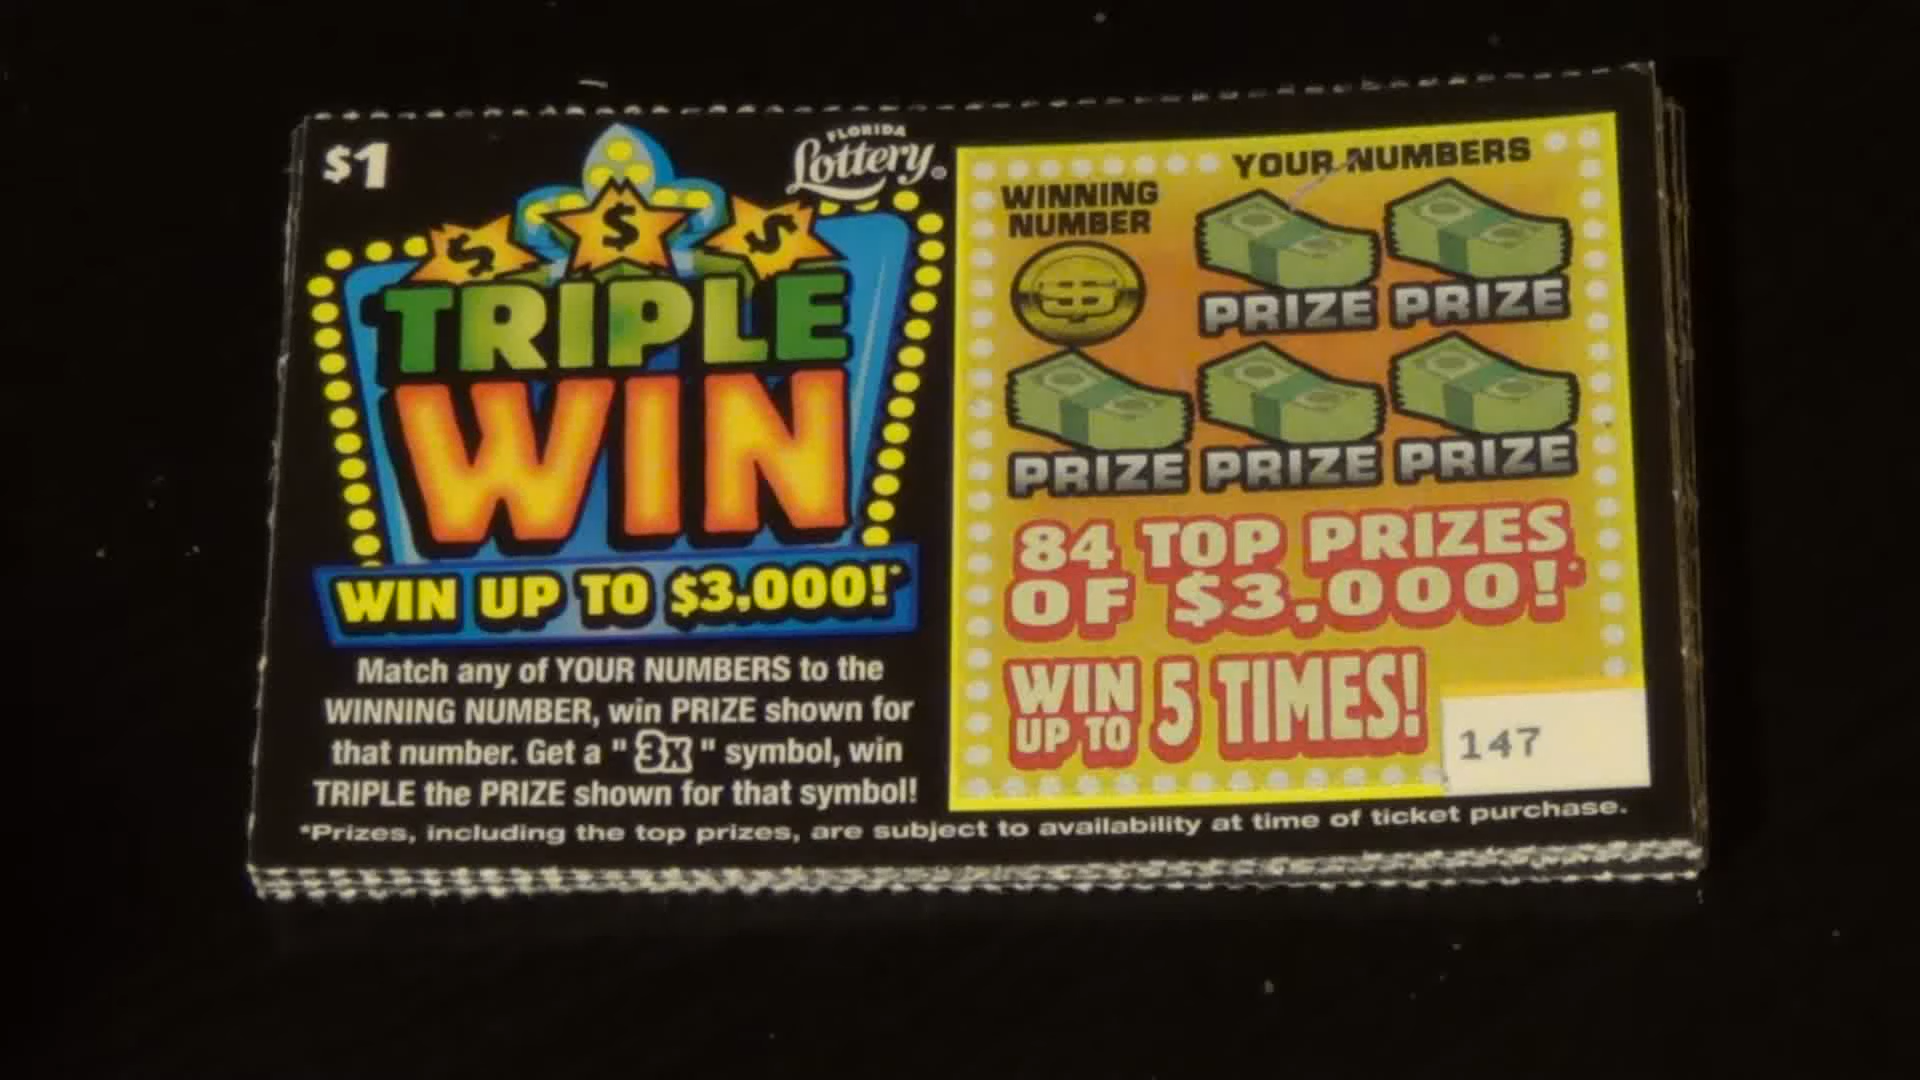 $1
FLORIDA
Lottery®
$ $ $
TRIPLE
WIN
WIN UP TO $3,000!*
Match any of YOUR NUMBERS to the
WINNING NUMBER, win PRIZE shown for
that number. Get a "3X" symbol, win
TRIPLE the PRIZE shown for that symbol!
*Prizes, including the top prizes, are subject to availability at time of ticket purchase.
YOUR NUMBERS
WINNING
NUMBER
$
PRIZE PRIZE
PRIZE PRIZE PRIZE
84 TOP PRIZES
OF $3,000!*
WIN
UP TO
5 TIMES!
147